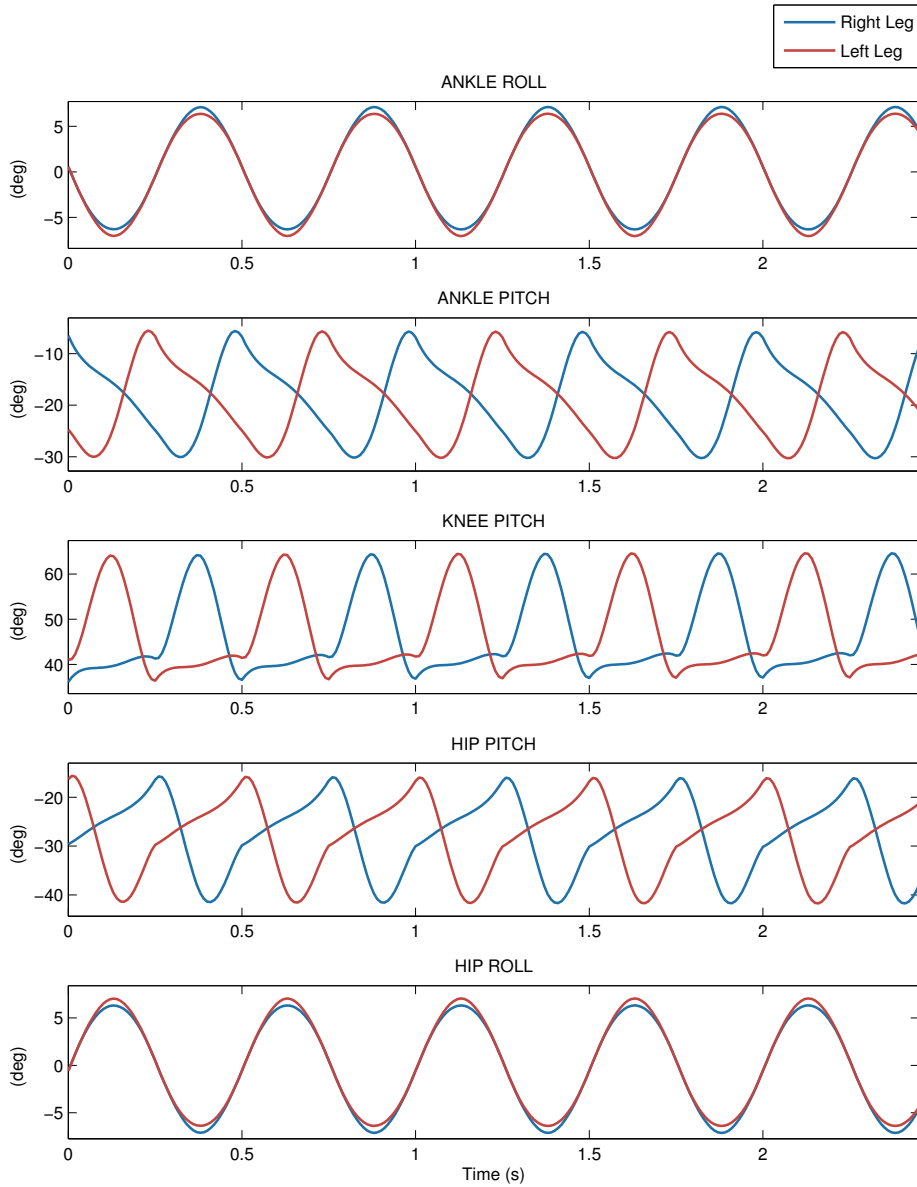 Right Leg
Left Leg
ANKLE ROLL
5
0
−5
(deg)
0 0.5 1 1.5 2
ANKLE PITCH
−10
−20
−30
(deg)
0 0.5 1 1.5 2
KNEE PITCH
60
50
40
(deg)
0 0.5 1 1.5 2
HIP PITCH
−20
−30
−40
(deg)
0 0.5 1 1.5 2
HIP ROLL
5
0
−5
(deg)
0 0.5 1 1.5 2
Time (s)